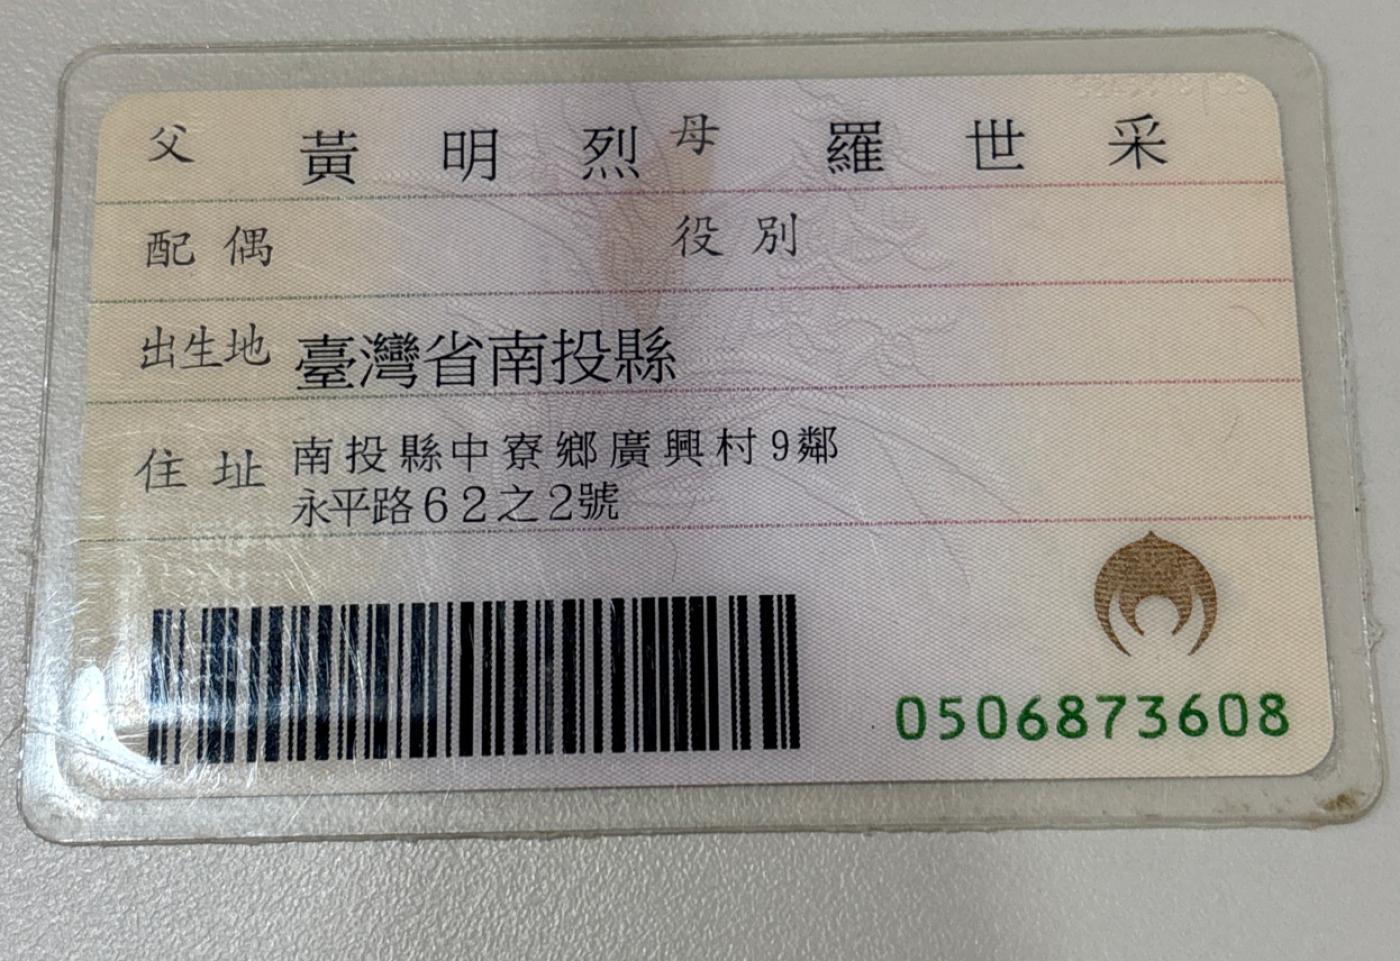 父 黃明烈 母 羅世采
配偶 役別
出生地 臺灣省南投縣
住址 南投縣中寮鄉廣興村9鄰
永平路62之2號
0506873608